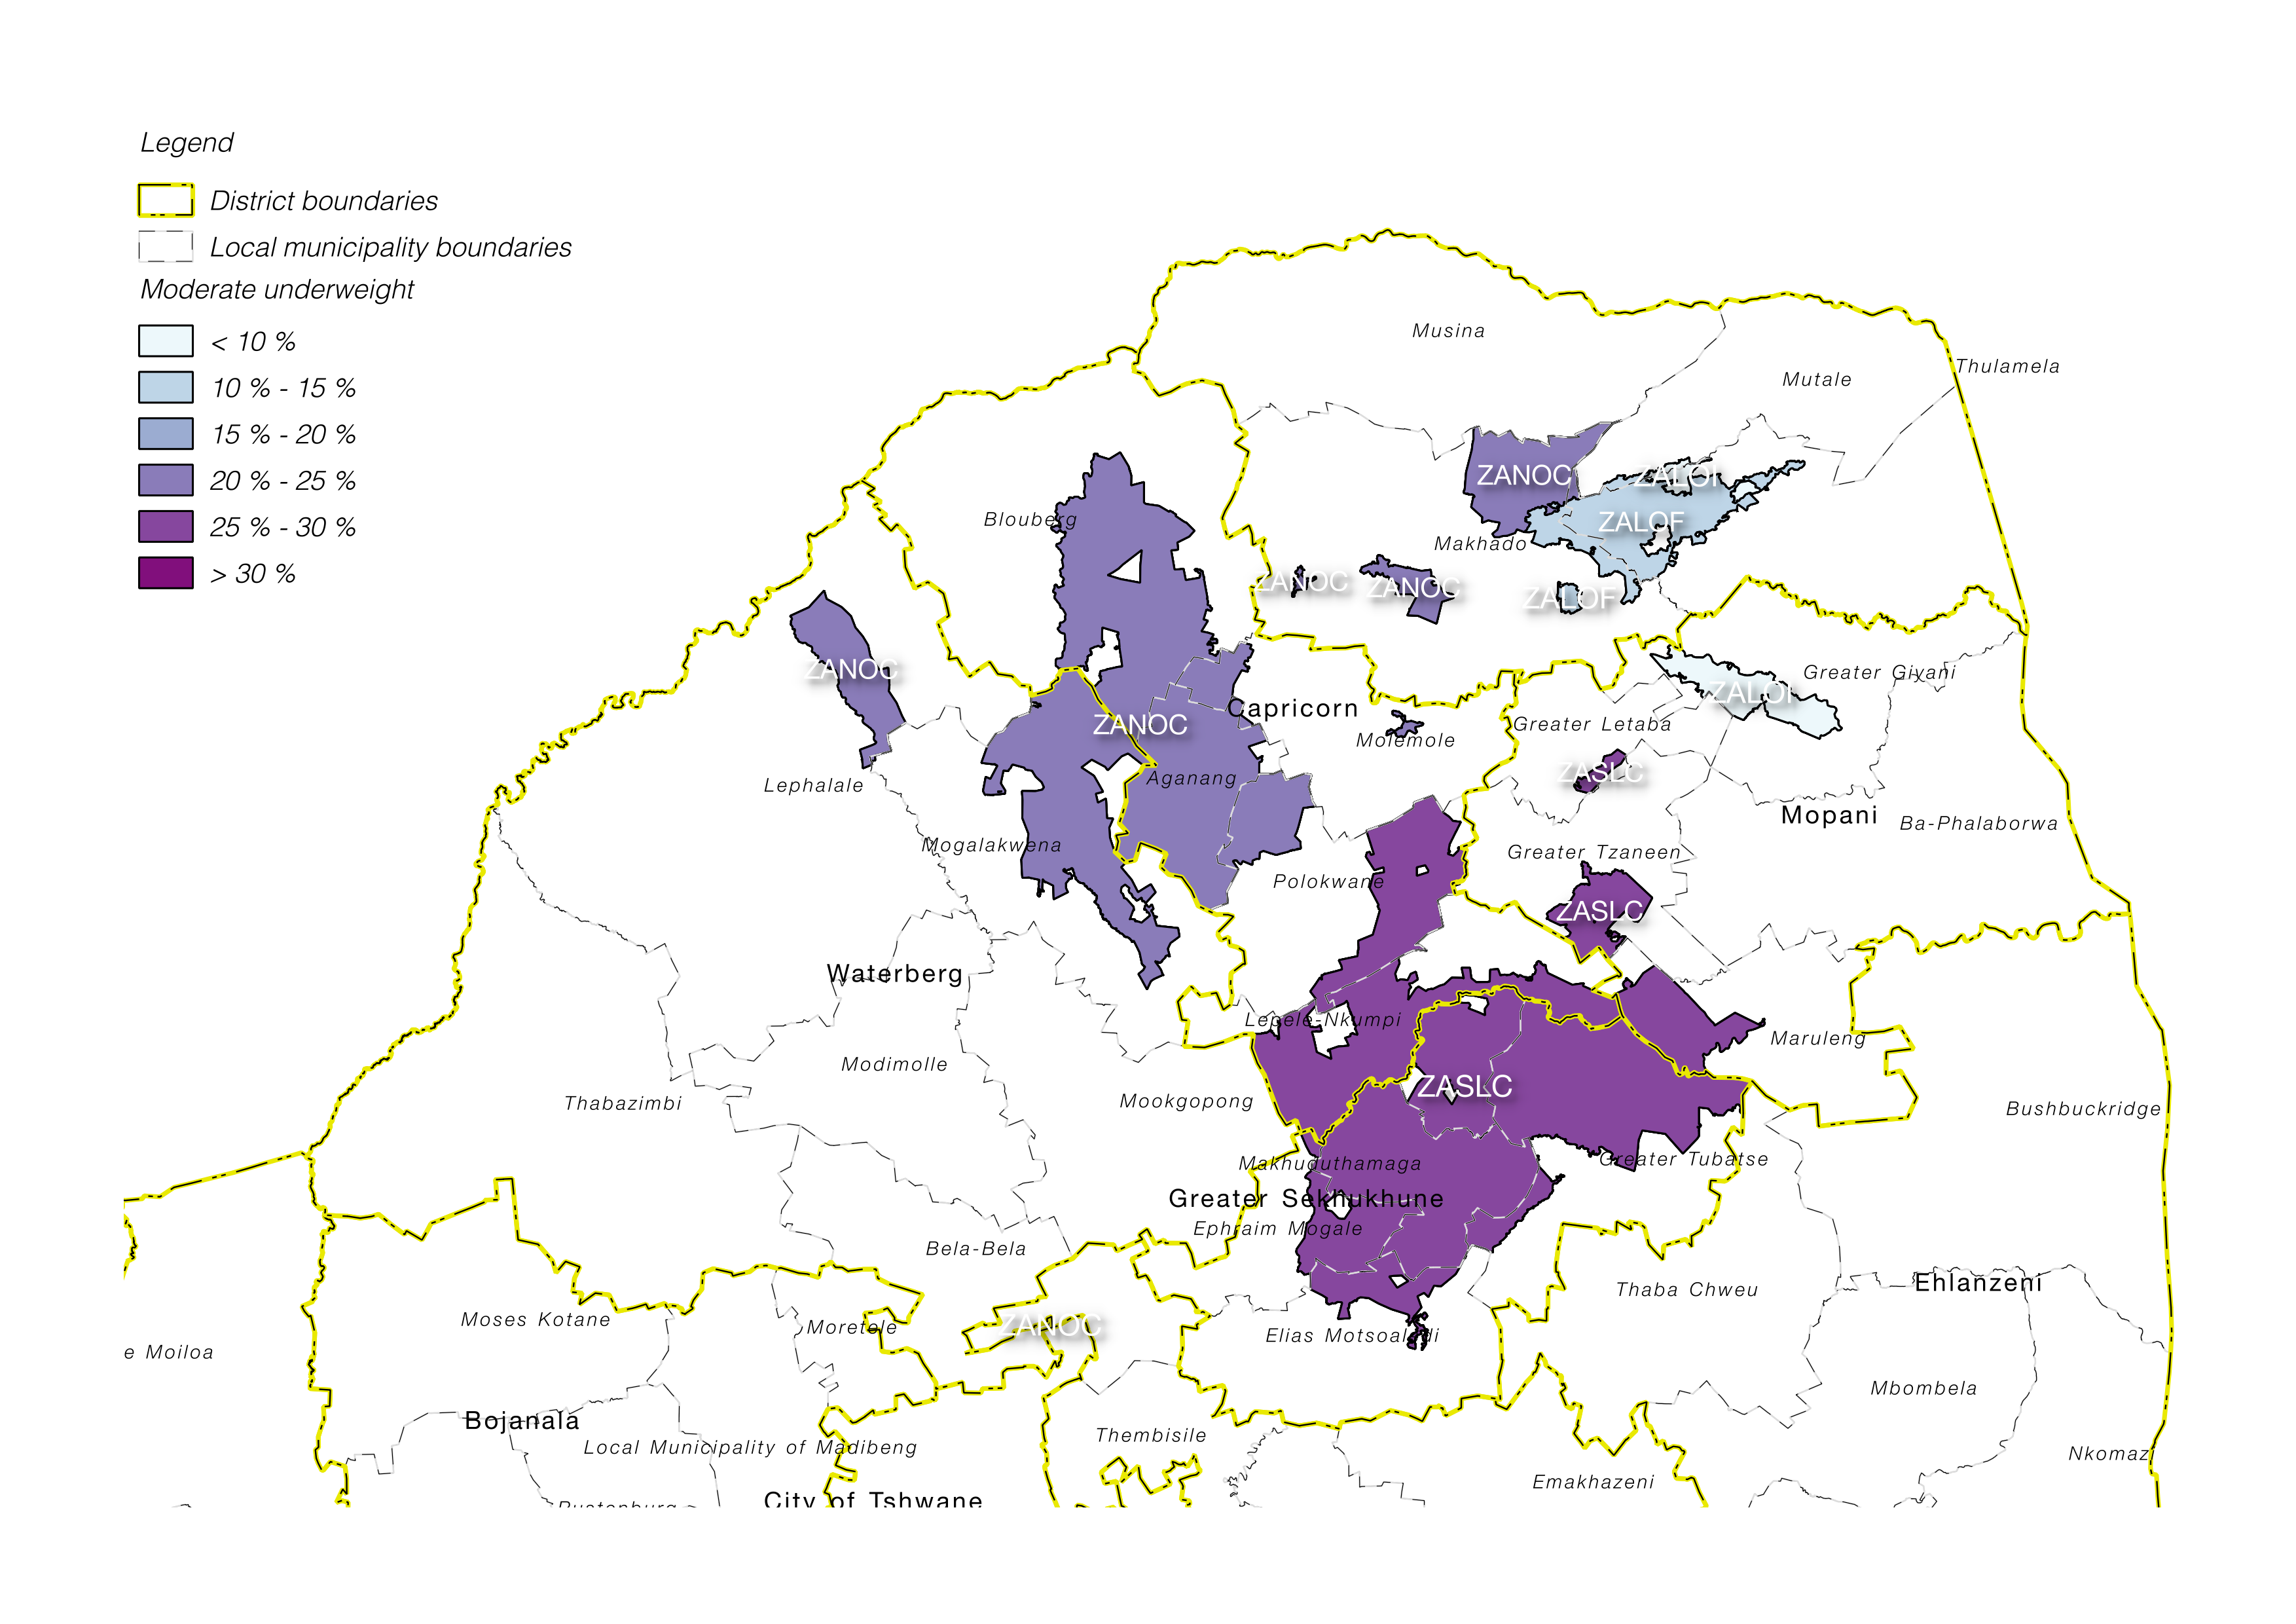 Legend
District boundaries
Local municipality boundaries
Moderate underweight
< 10 %
10 % - 15 %
15 % - 20 %
20 % - 25 %
25 % - 30 %
> 30 %
Musina
Thulamela
Mutale
ZANOC
ZALOI
Blouberg
ZALOF
Makhado
ZANOC
ZANOC
ZALOF
ZANOC
Greater Giyani
ZALOI
Capricorn
ZANOC
Greater Letaba
Molemole
ZASLC
Aganang
Lephalale
Mopani
Ba-Phalaborwa
Mogalakwena
Greater Tzaneen
Polokwane
ZASLC
Waterberg
Lepele-Nkumpi
Maruleng
Modimolle
ZASLC
Mookgopong
Thabazimbi
Bushbuckridge
Makhuduthamaga
Greater Tubatse
Greater Sekhukhune
Ephraim Mogale
Bela-Bela
Ehlanzeni
Thaba Chweu
Moses Kotane
Moretele
ZANOC
Elias Motsoaledi
e Moiloa
Mbombela
Bojanala
Thembisile
Local Municipality of Madibeng
Nkomazi
Emakhazeni
City of Tshwane
Rustenburg